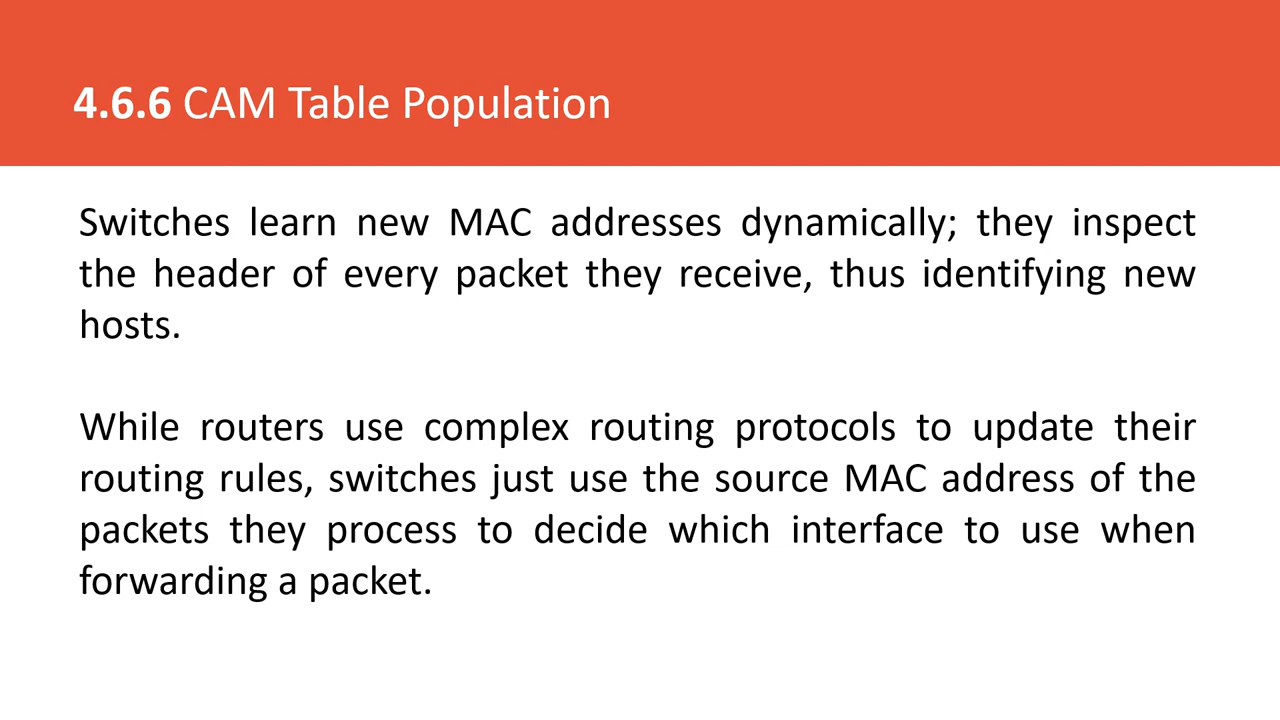 4.6.6 CAM Table Population
Switches learn new MAC addresses dynamically; they inspect
the header of every packet they receive, thus identifying new
hosts.
While routers use complex routing protocols to update their
routing rules, switches just use the source MAC address of the
packets they process to decide which interface to use when
forwarding a packet.